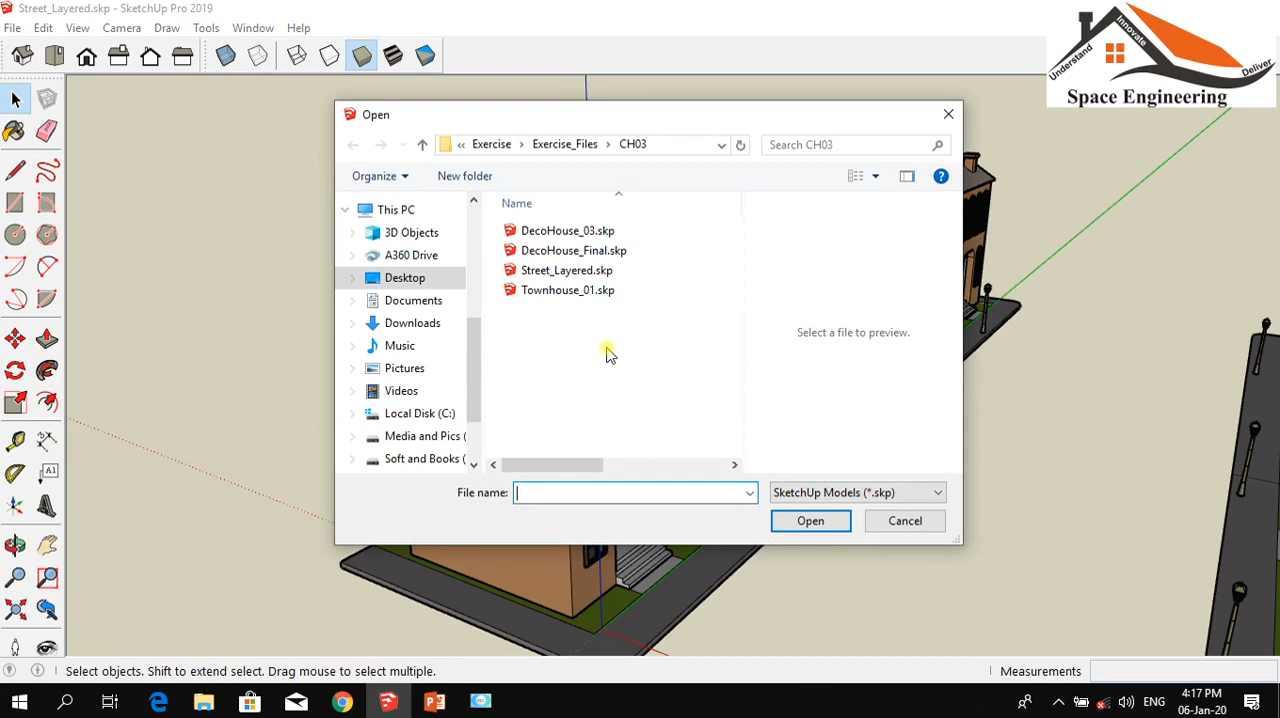 Street_Layered.skp - SketchUp Pro 2019
File Edit View Camera Draw Tools Window Help
Understand Innovate Deliver
Space Engineering
Open
« Exercise › Exercise_Files › CH03
Search CH03
Organize
New folder
This PC
3D Objects
A360 Drive
Desktop
Documents
Downloads
Music
Pictures
Videos
Local Disk (C:)
Media and Pics (
Soft and Books (
Name
DecoHouse_03.skp
DecoHouse_Final.skp
Street_Layered.skp
Townhouse_01.skp
Select a file to preview.
File name:
SketchUp Models (*.skp)
Open
Cancel
A1
Select objects. Shift to extend select. Drag mouse to select multiple.
Measurements
ENG
4:17 PM
06-Jan-20